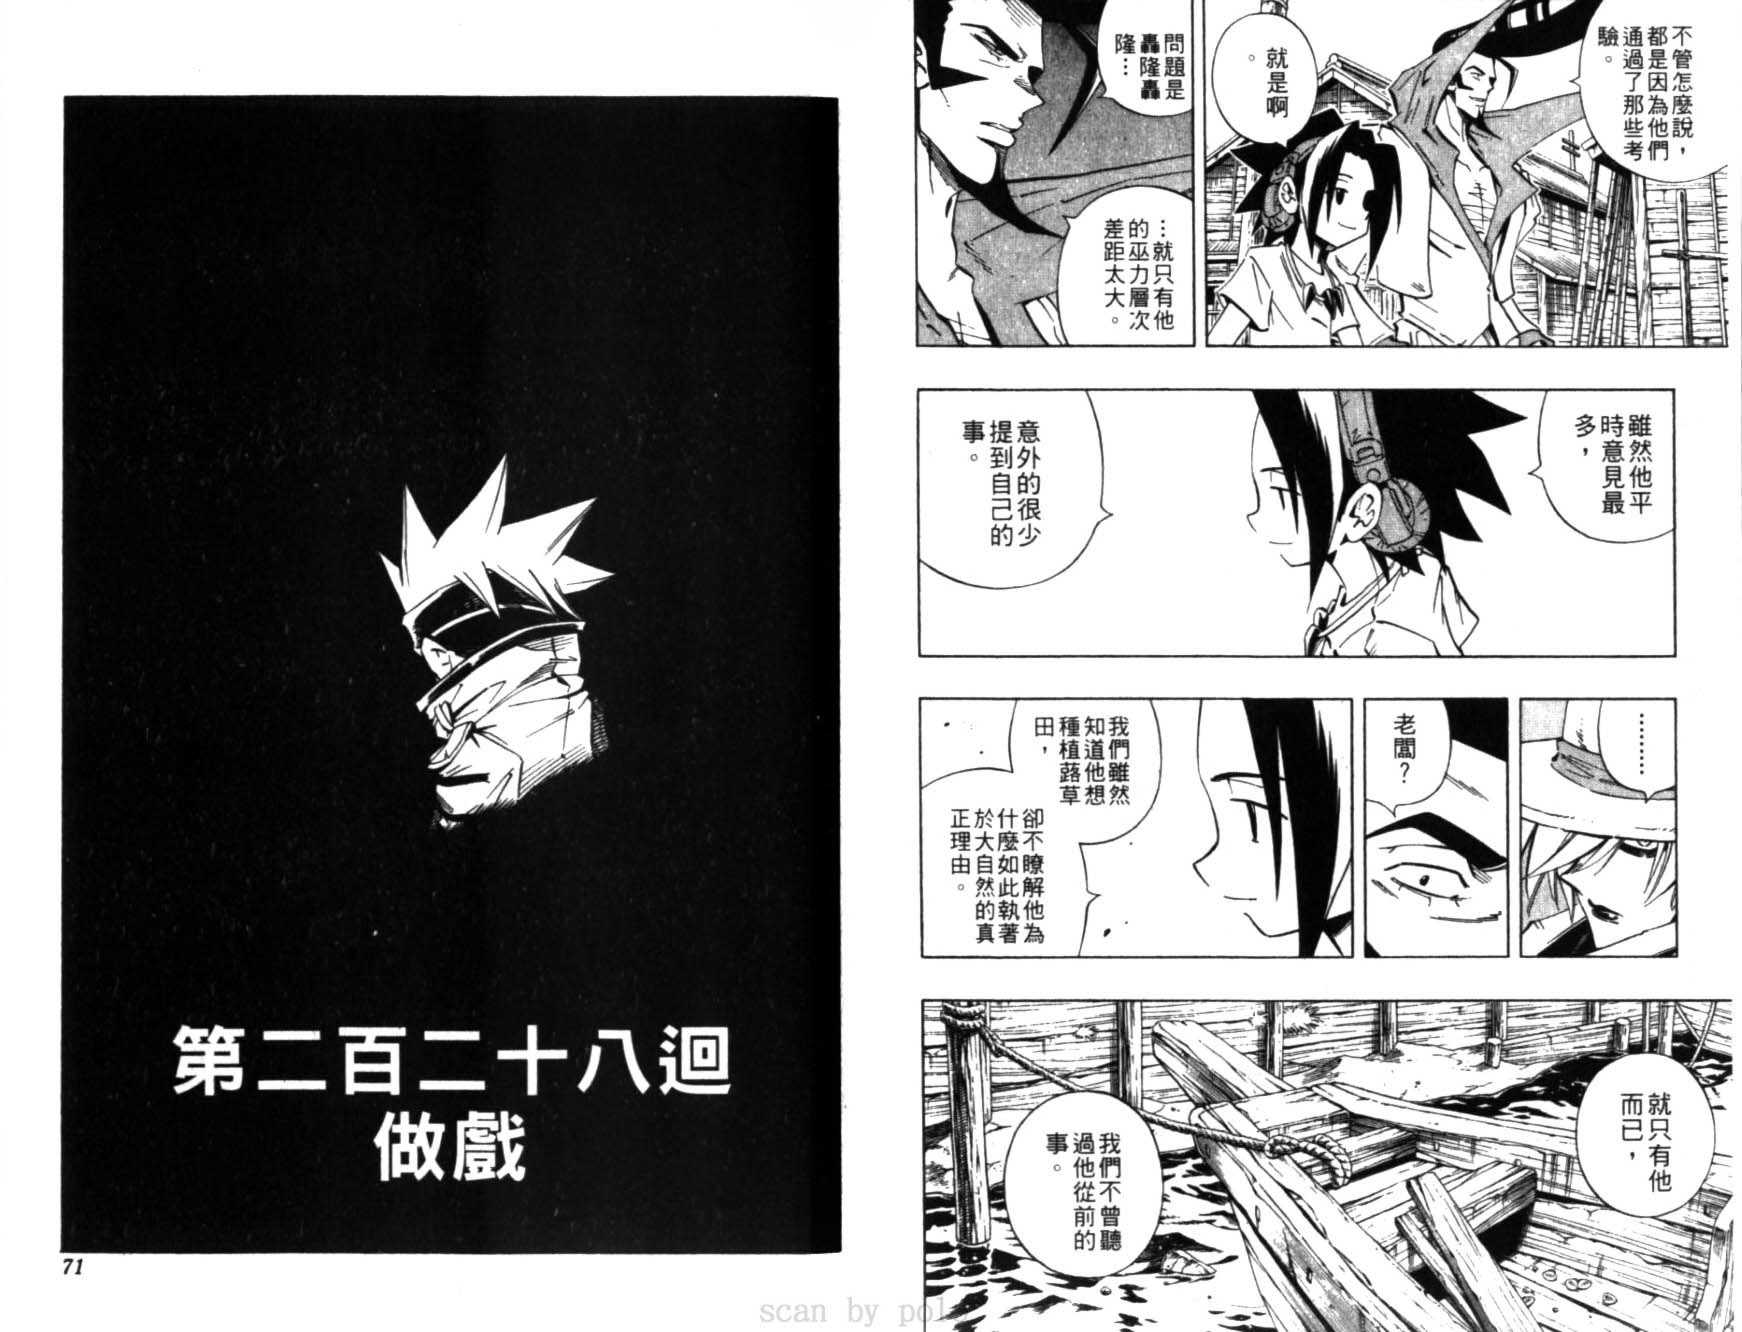 不管怎麼說，
都是因為他們
通過了那些考
驗。
就是啊
。
問題是
轟隆轟
隆…
…就只有他
的巫力層次
差距太大。
雖然他平
時意見最
多，
意外的很少
提到自己的
事。
………
老闆？
我們雖然
知道他想
種植蕗草
田，
卻不瞭解他為
什麼如此執著
於大自然的真
正理由。
就只有他
而已，
我們不曾聽
過他從前的
事。
第二百二十八迴
做戲
71
scan by pol